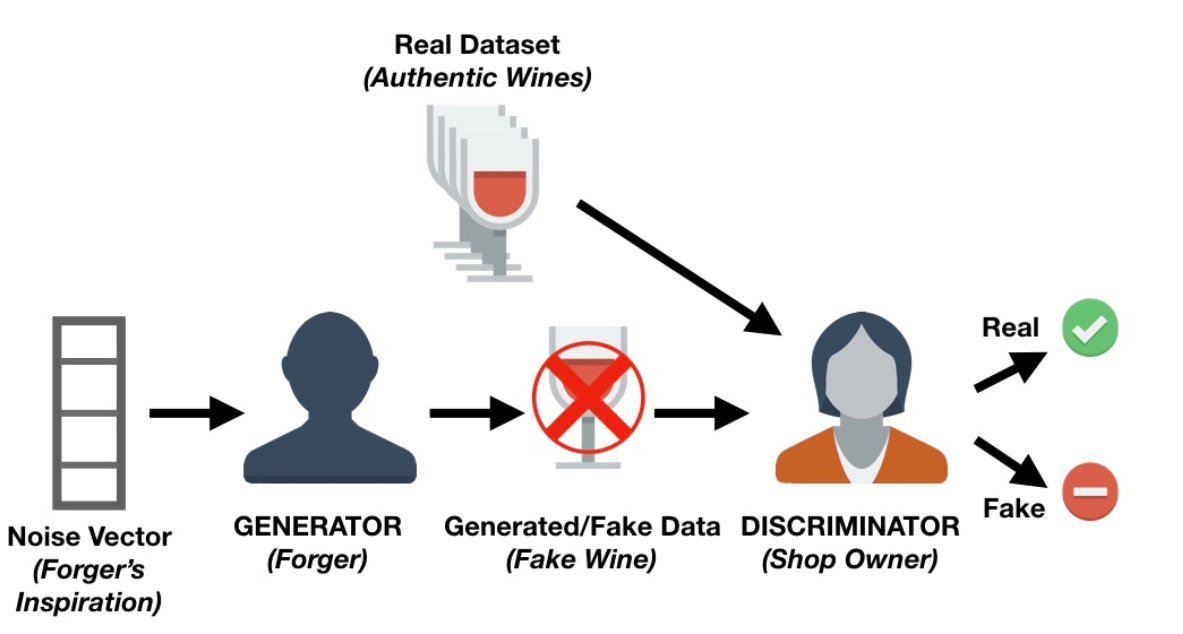 Real Dataset
(Authentic Wines)
Real
Fake
Noise Vector
(Forger’s
Inspiration)
GENERATOR
(Forger)
Generated/Fake Data
(Fake Wine)
DISCRIMINATOR
(Shop Owner)